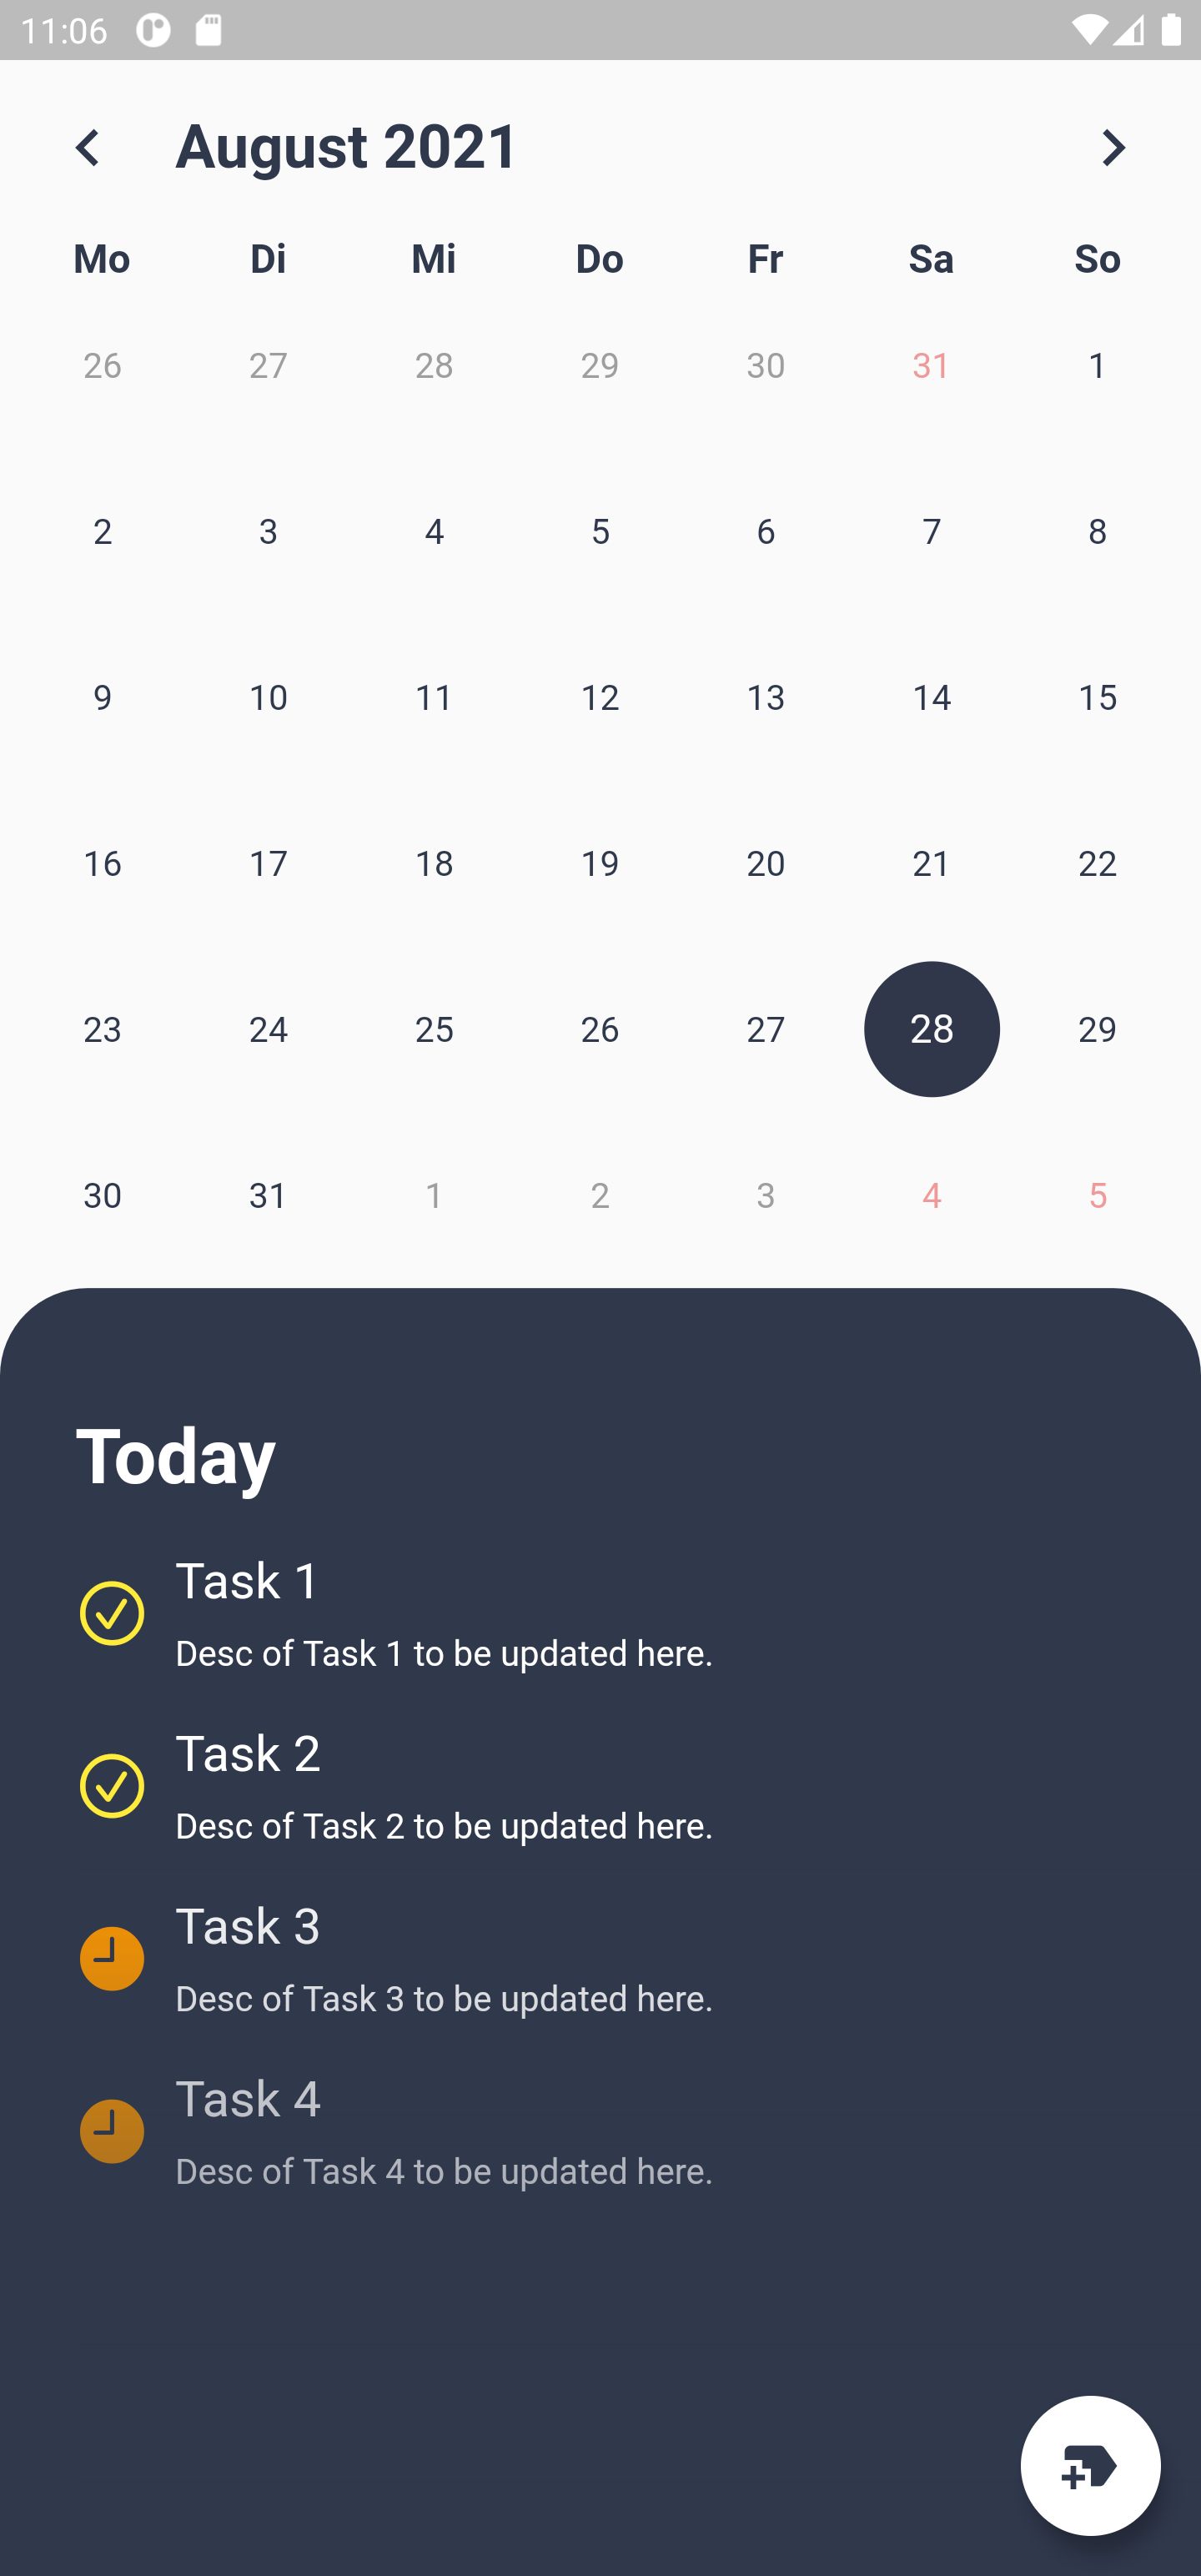 11:06
August 2021
Mo Di Mi Do Fr Sa So
26 27 28 29 30 31 1
2 3 4 5 6 7 8
9 10 11 12 13 14 15
16 17 18 19 20 21 22
23 24 25 26 27 28 29
30 31 1 2 3 4 5
Today
Task 1
Desc of Task 1 to be updated here.
Task 2
Desc of Task 2 to be updated here.
Task 3
Desc of Task 3 to be updated here.
Task 4
Desc of Task 4 to be updated here.